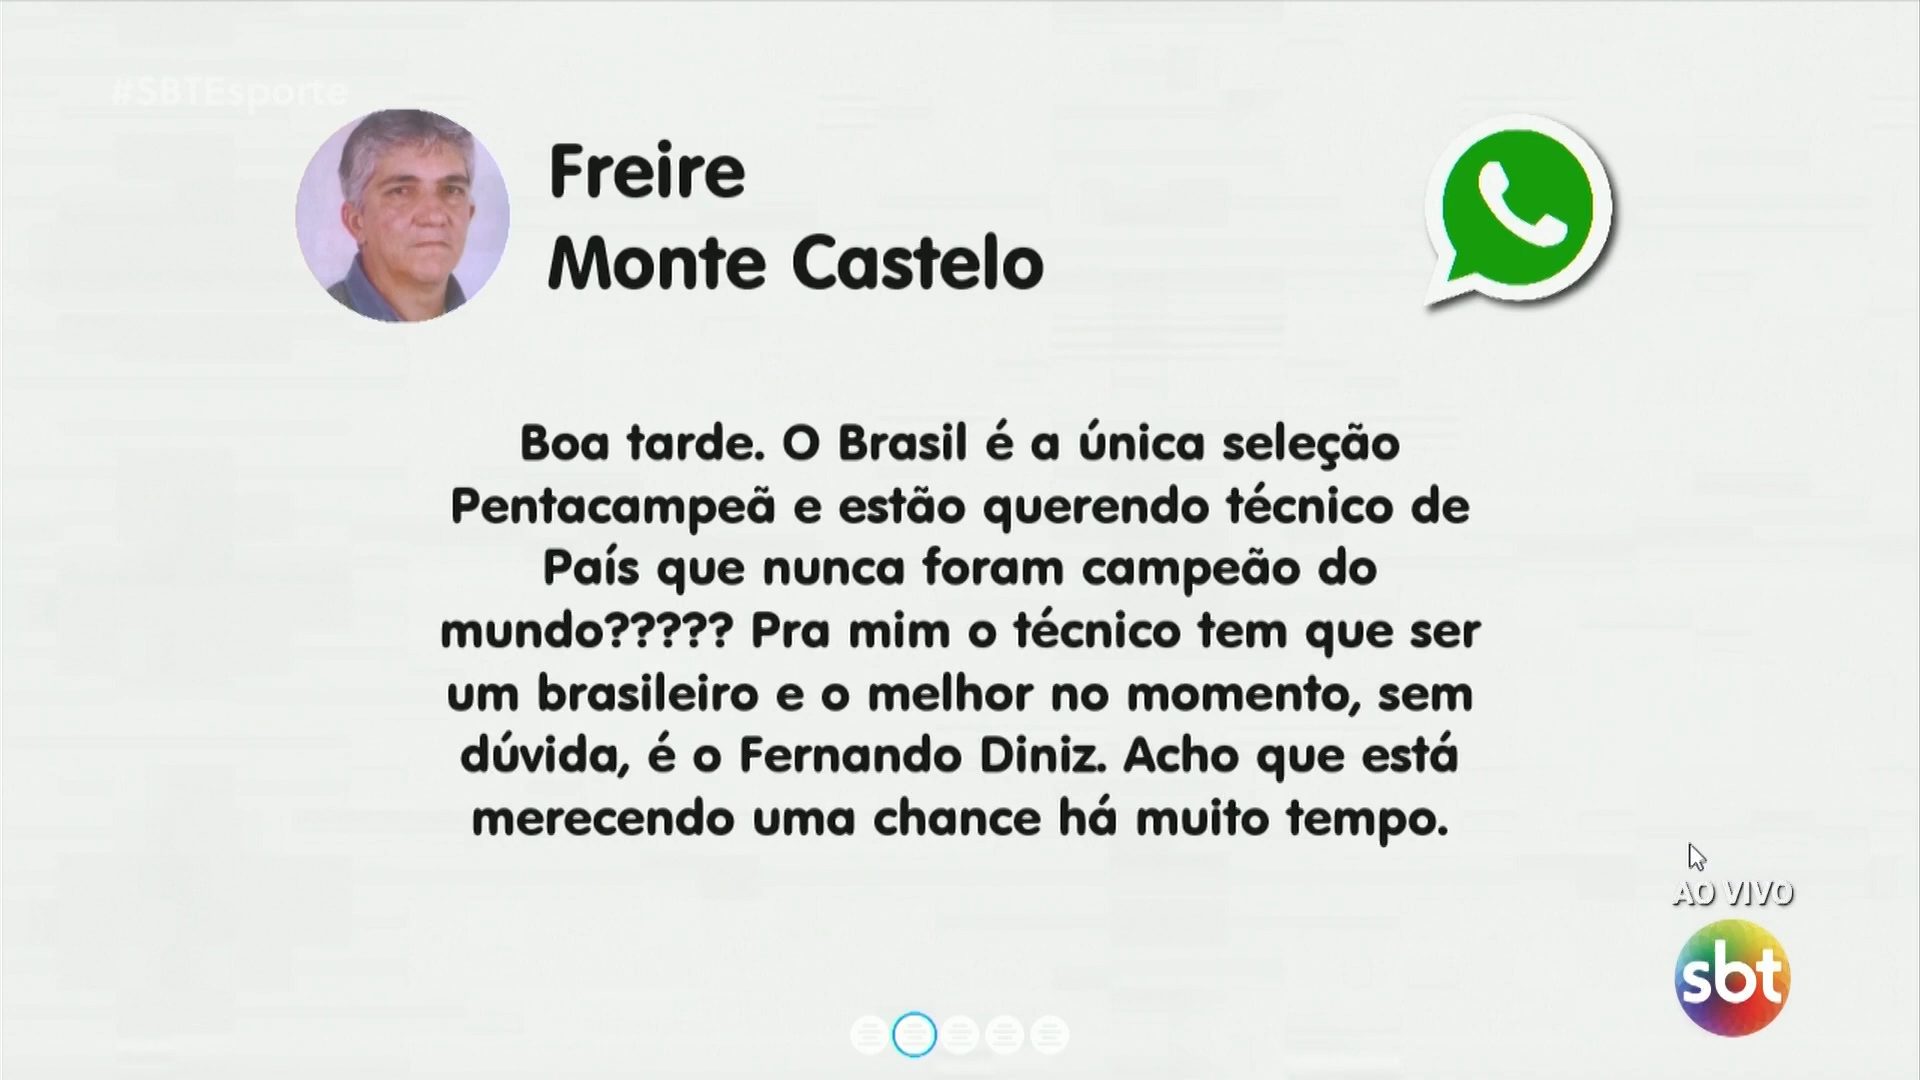 #SBTEsporte
Freire
Monte Castelo
Boa tarde. O Brasil é a única seleção
Pentacampeã e estão querendo técnico de
País que nunca foram campeão do
mundo????? Pra mim o técnico tem que ser
um brasileiro e o melhor no momento, sem
dúvida, é o Fernando Diniz. Acho que está
merecendo uma chance há muito tempo.
AO VIVO
sbt